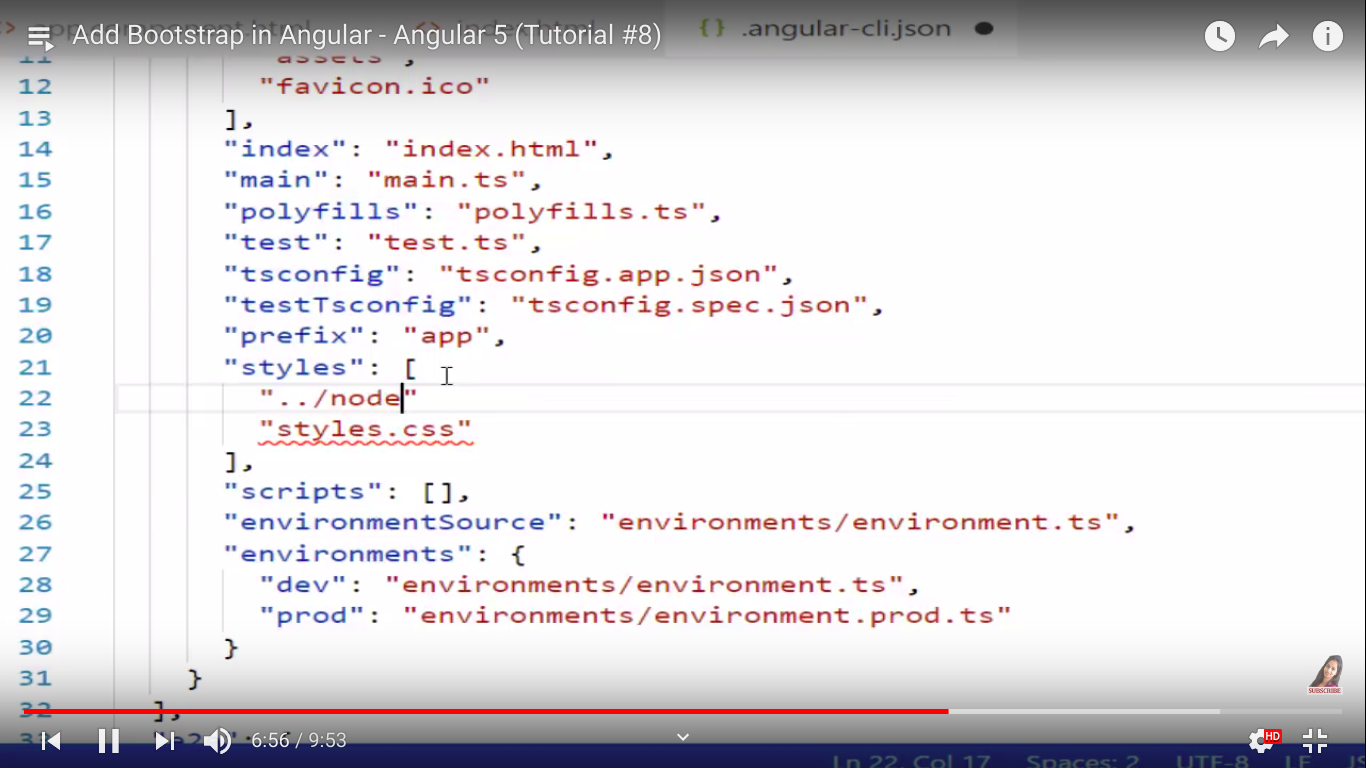 Add Bootstrap in Angular - Angular 5 (Tutorial #8)
{} .angular-cli.json ●
11 "assets",
12 "favicon.ico"
13 ],
14 "index": "index.html",
15 "main": "main.ts",
16 "polyfills": "polyfills.ts",
17 "test": "test.ts",
18 "tsconfig": "tsconfig.app.json",
19 "testTsconfig": "tsconfig.spec.json",
20 "prefix": "app",
21 "styles": [
22 "../node"
23 "styles.css"
24 ],
25 "scripts": [],
26 "environmentSource": "environments/environment.ts",
27 "environments": {
28 "dev": "environments/environment.ts",
29 "prod": "environments/environment.prod.ts"
30 }
31 }
32 ],
SUBSCRIBE
6:56 / 9:53
HD
Ln 22, Col 17 Spaces: 2 UTF-8 LF